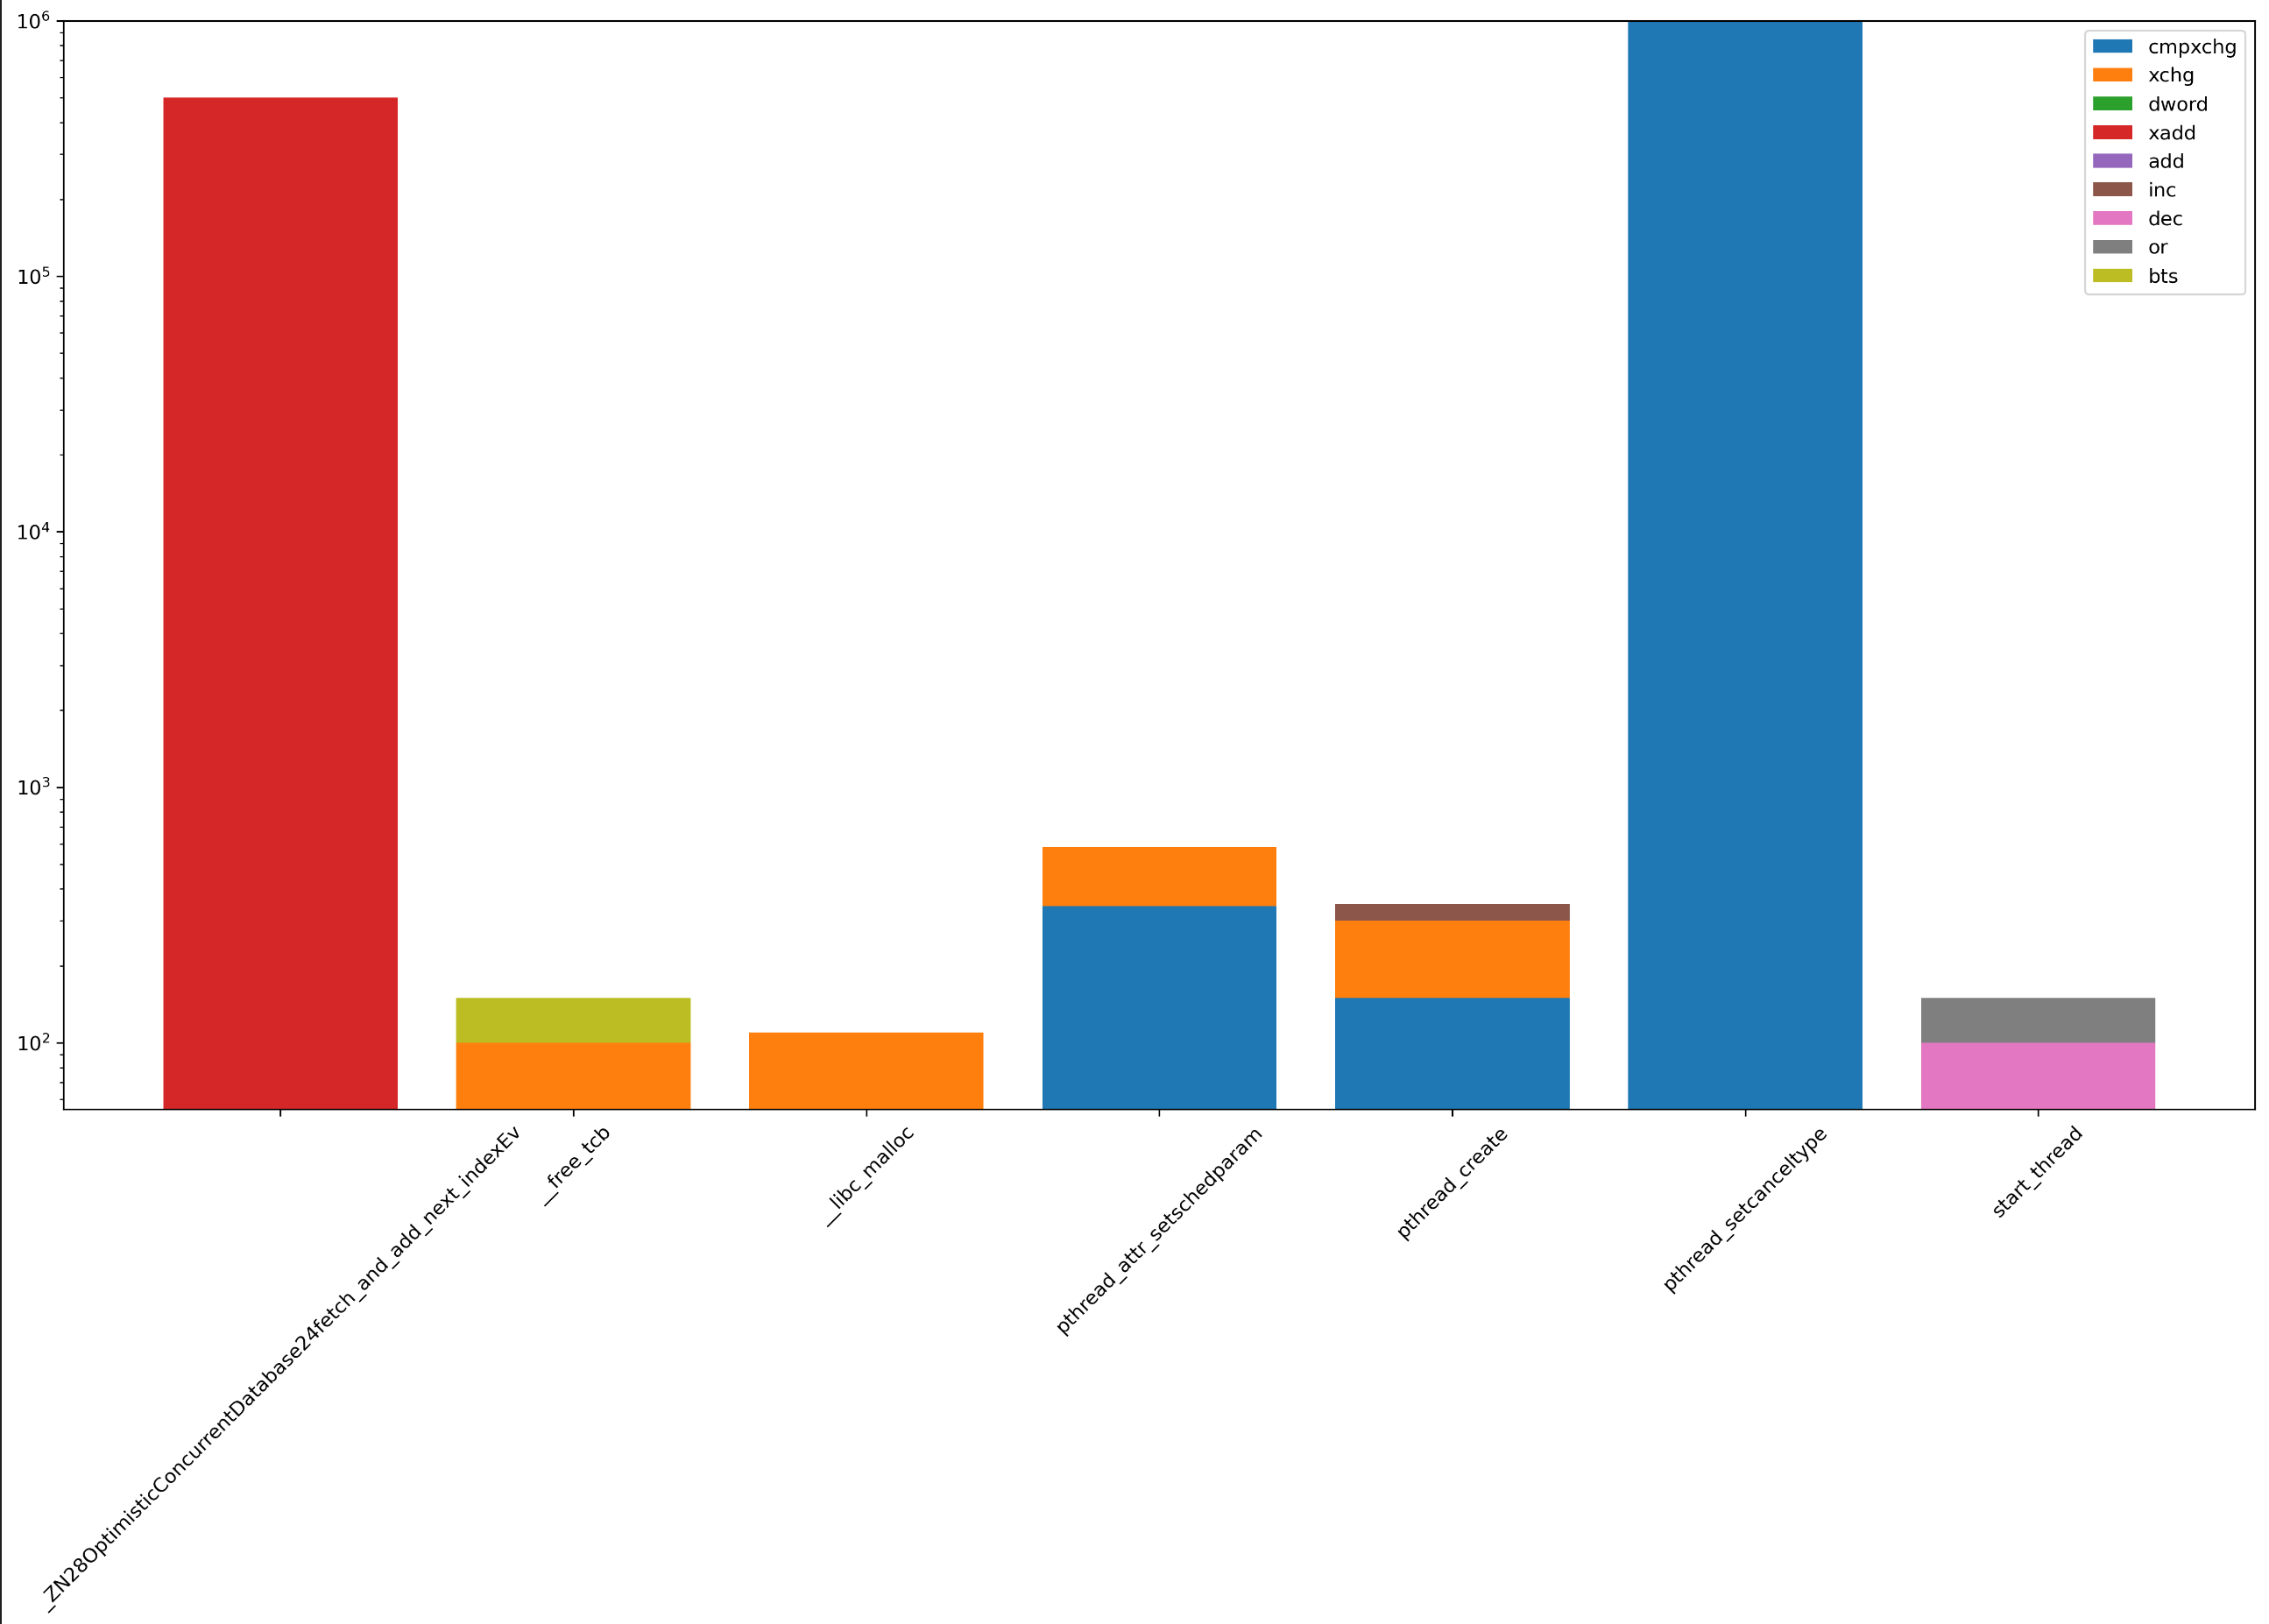 10⁶
10⁵
10⁴
10³
10²
cmpxchg
xchg
dword
xadd
add
inc
dec
or
bts
_ZN28OptimisticConcurrentDatabase24fetch_and_add_next_indexEv
__free_tcb
__libc_malloc
pthread_attr_setschedparam
pthread_create
pthread_setcanceltype
start_thread